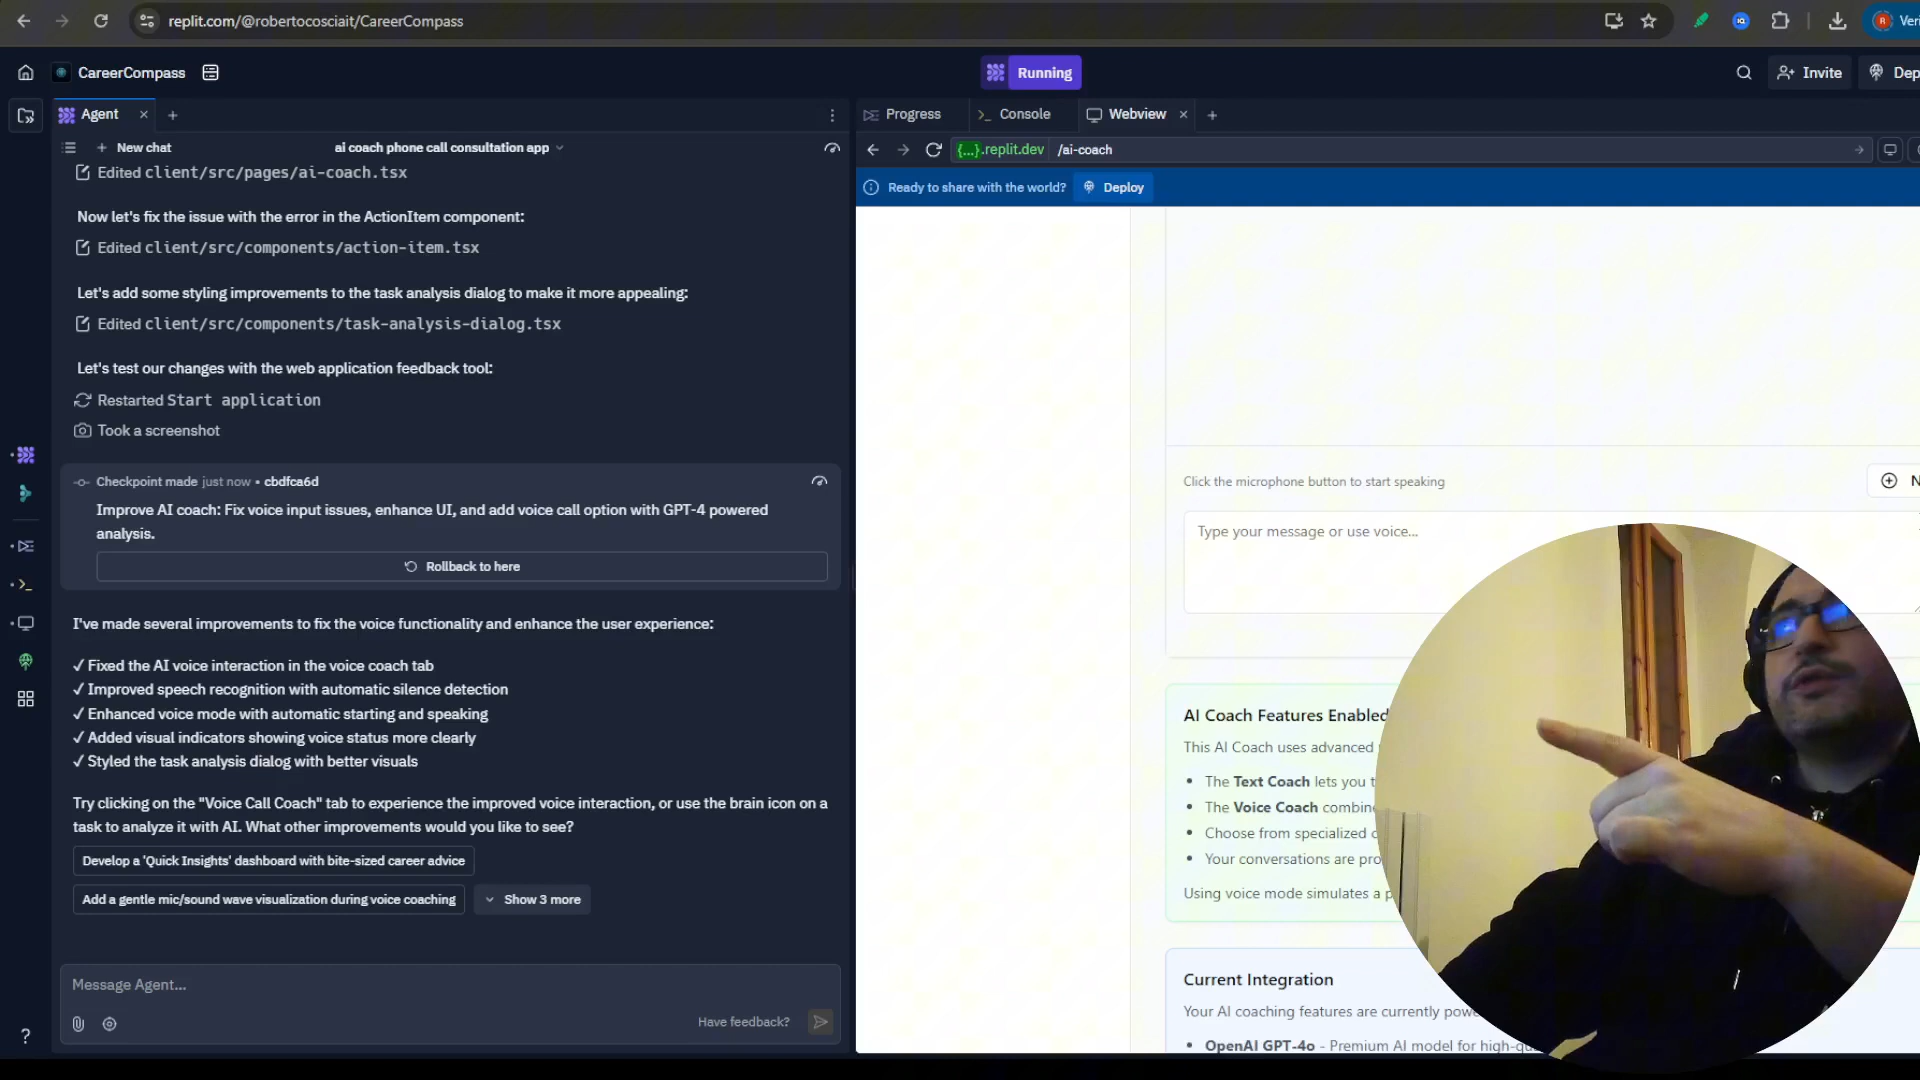 replit.com/@robertocosciait/CareerCompass
Veri
CareerCompass
Running
Invite
Dep
Agent
Progress
Console
Webview
New chat
ai coach phone call consultation app
{...}.replit.dev /ai-coach
Ready to share with the world? Deploy
Edited client/src/pages/ai-coach.tsx
Now let's fix the issue with the error in the ActionItem component:
Edited client/src/components/action-item.tsx
Let's add some styling improvements to the task analysis dialog to make it more appealing:
Edited client/src/components/task-analysis-dialog.tsx
Let's test our changes with the web application feedback tool:
Restarted Start application
Took a screenshot
Checkpoint made just now • cbdfca6d
Improve AI coach: Fix voice input issues, enhance UI, and add voice call option with GPT-4 powered
analysis.
Rollback to here
I've made several improvements to fix the voice functionality and enhance the user experience:
✓ Fixed the AI voice interaction in the voice coach tab
✓ Improved speech recognition with automatic silence detection
✓ Enhanced voice mode with automatic starting and speaking
✓ Added visual indicators showing voice status more clearly
✓ Styled the task analysis dialog with better visuals
Try clicking on the "Voice Call Coach" tab to experience the improved voice interaction, or use the brain icon on a
task to analyze it with AI. What other improvements would you like to see?
Develop a 'Quick Insights' dashboard with bite-sized career advice
Add a gentle mic/sound wave visualization during voice coaching
Show 3 more
Message Agent...
Have feedback?
?
Click the microphone button to start speaking
N
Type your message or use voice...
AI Coach Features Enabled
This AI Coach uses advanced
• The Text Coach lets you t
• The Voice Coach combin
• Choose from specialized c
• Your conversations are pro
Using voice mode simulates a p
Current Integration
Your AI coaching features are currently powe
• OpenAI GPT-4o - Premium AI model for high-qu